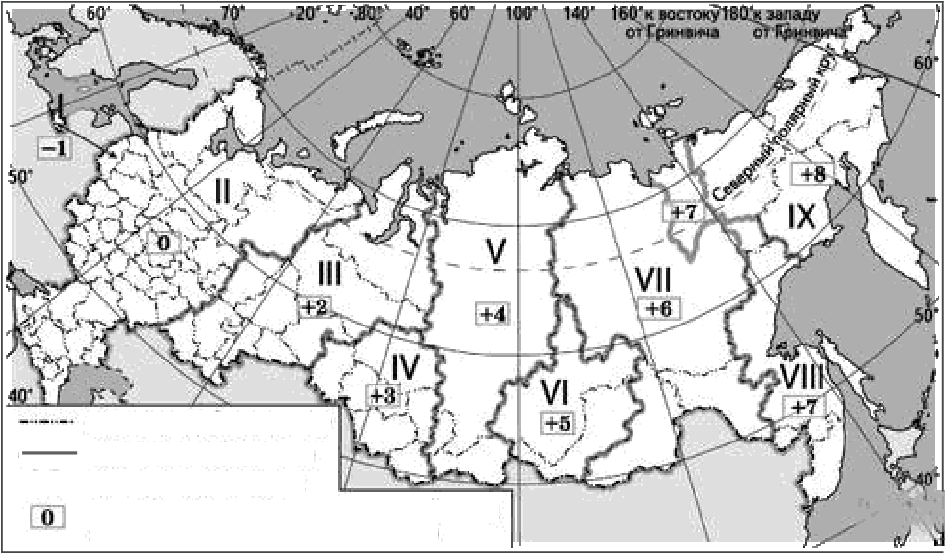 60° 70° 20° 30° 40° 60° 100° 140° 160° к востоку 180° к западу
от Гринвича от Гринвича
60°
Северный полярный круг
I
−1
50°
II
0
+8
+7
IX
V
III
VII
+2
+4
+6
50°
IV
VI
VIII
+3
+5
+7
40°
40°
0